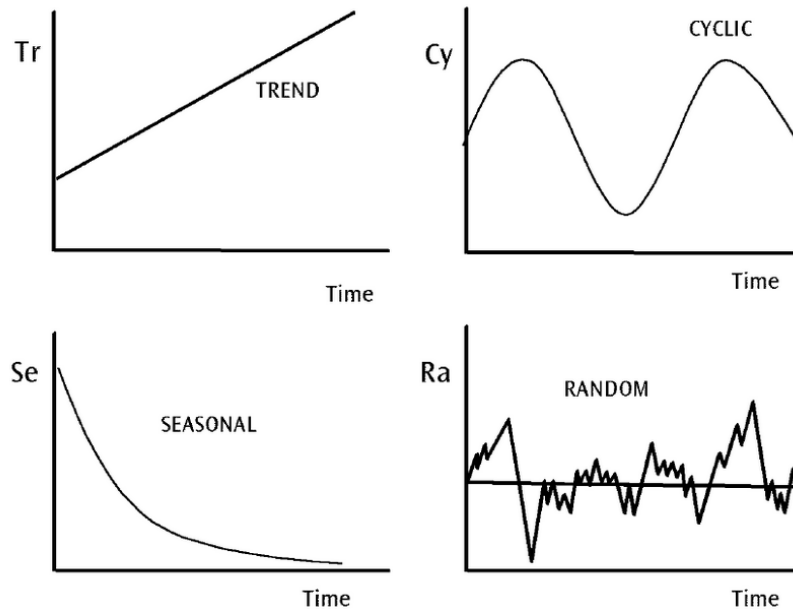 Tr
TREND
Time
Cy
CYCLIC
Time
Se
SEASONAL
Time
Ra
RANDOM
Time